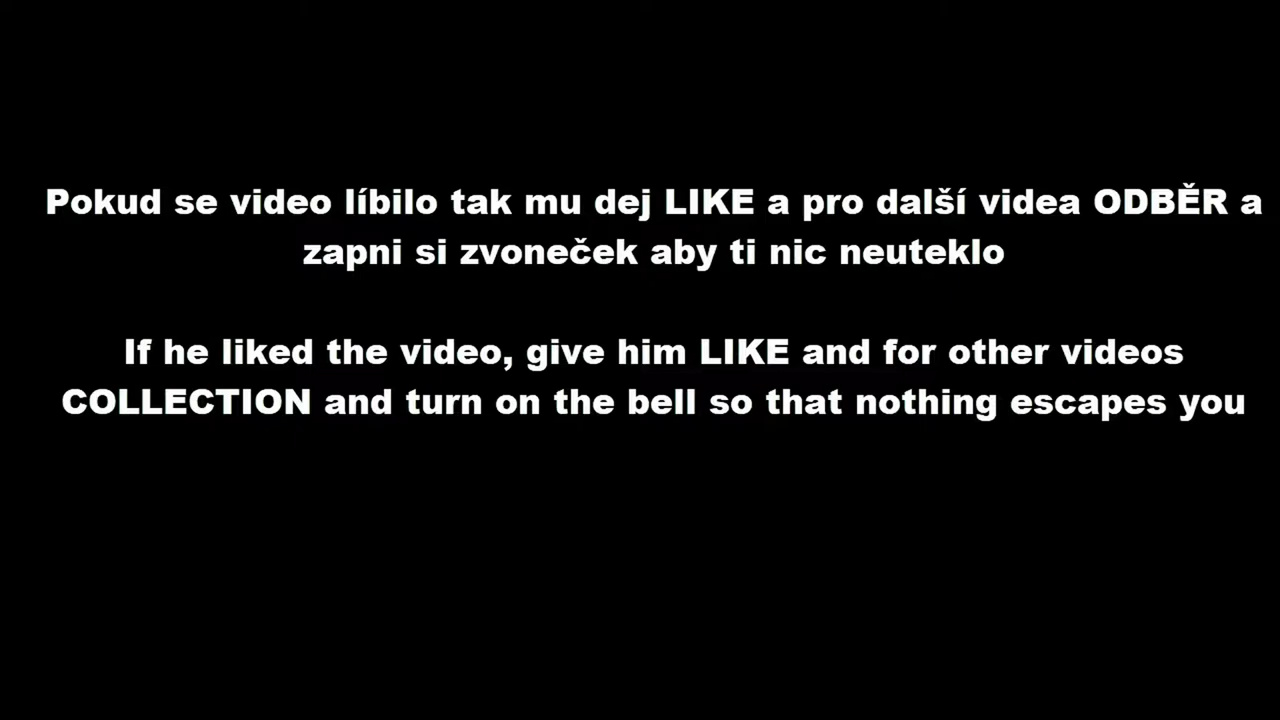 Pokud se video líbilo tak mu dej LIKE a pro další videa ODBĚR a
zapni si zvoneček aby ti nic neuteklo
If he liked the video, give him LIKE and for other videos
COLLECTION and turn on the bell so that nothing escapes you